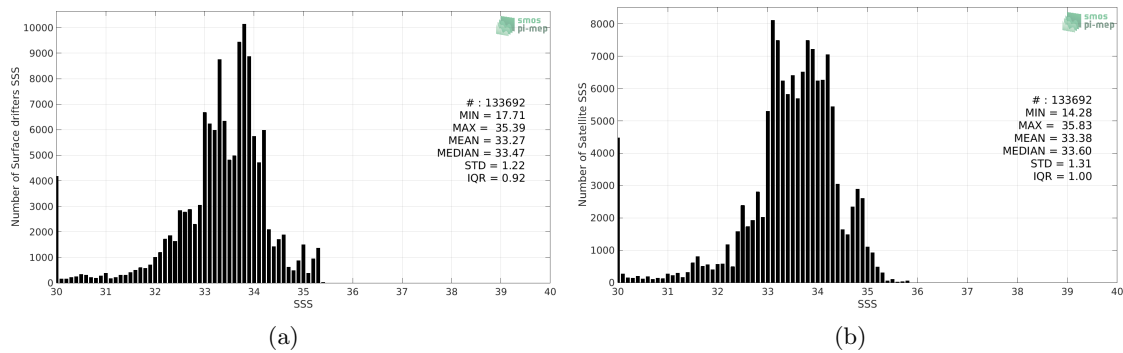 smos
pi-mep
10000
9000
8000
7000
6000
5000
4000
3000
2000
1000
0
Number of Surface drifters SSS
# : 133692
MIN = 17.71
MAX = 35.39
MEAN = 33.27
MEDIAN = 33.47
STD = 1.22
IQR = 0.92
30 31 32 33 34 35 36 37 38 39 40
SSS
(a)
smos
pi-mep
8000
7000
6000
5000
4000
3000
2000
1000
0
Number of Satellite SSS
# : 133692
MIN = 14.28
MAX = 35.83
MEAN = 33.38
MEDIAN = 33.60
STD = 1.31
IQR = 1.00
30 31 32 33 34 35 36 37 38 39 40
SSS
(b)